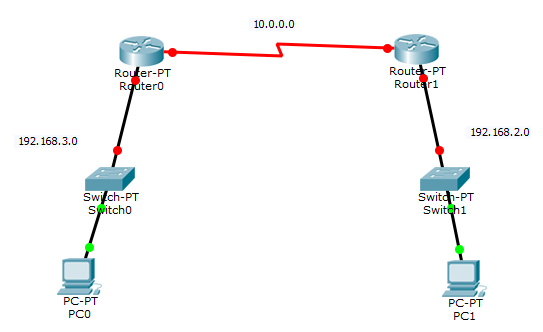 10.0.0.0
Router-PT
Router0
Router-PT
Router1
192.168.3.0
192.168.2.0
Switch-PT
Switch0
Switch-PT
Switch1
PC-PT
PC0
PC-PT
PC1